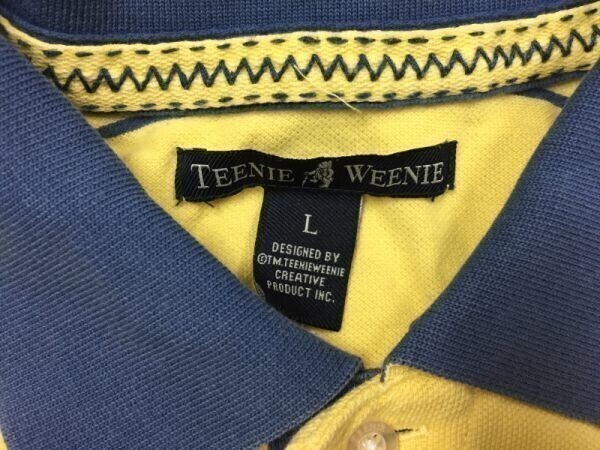 TEENIE WEENIE
L
DESIGNED BY
©TM.TEENIEWEENIE
CREATIVE
PRODUCT INC.